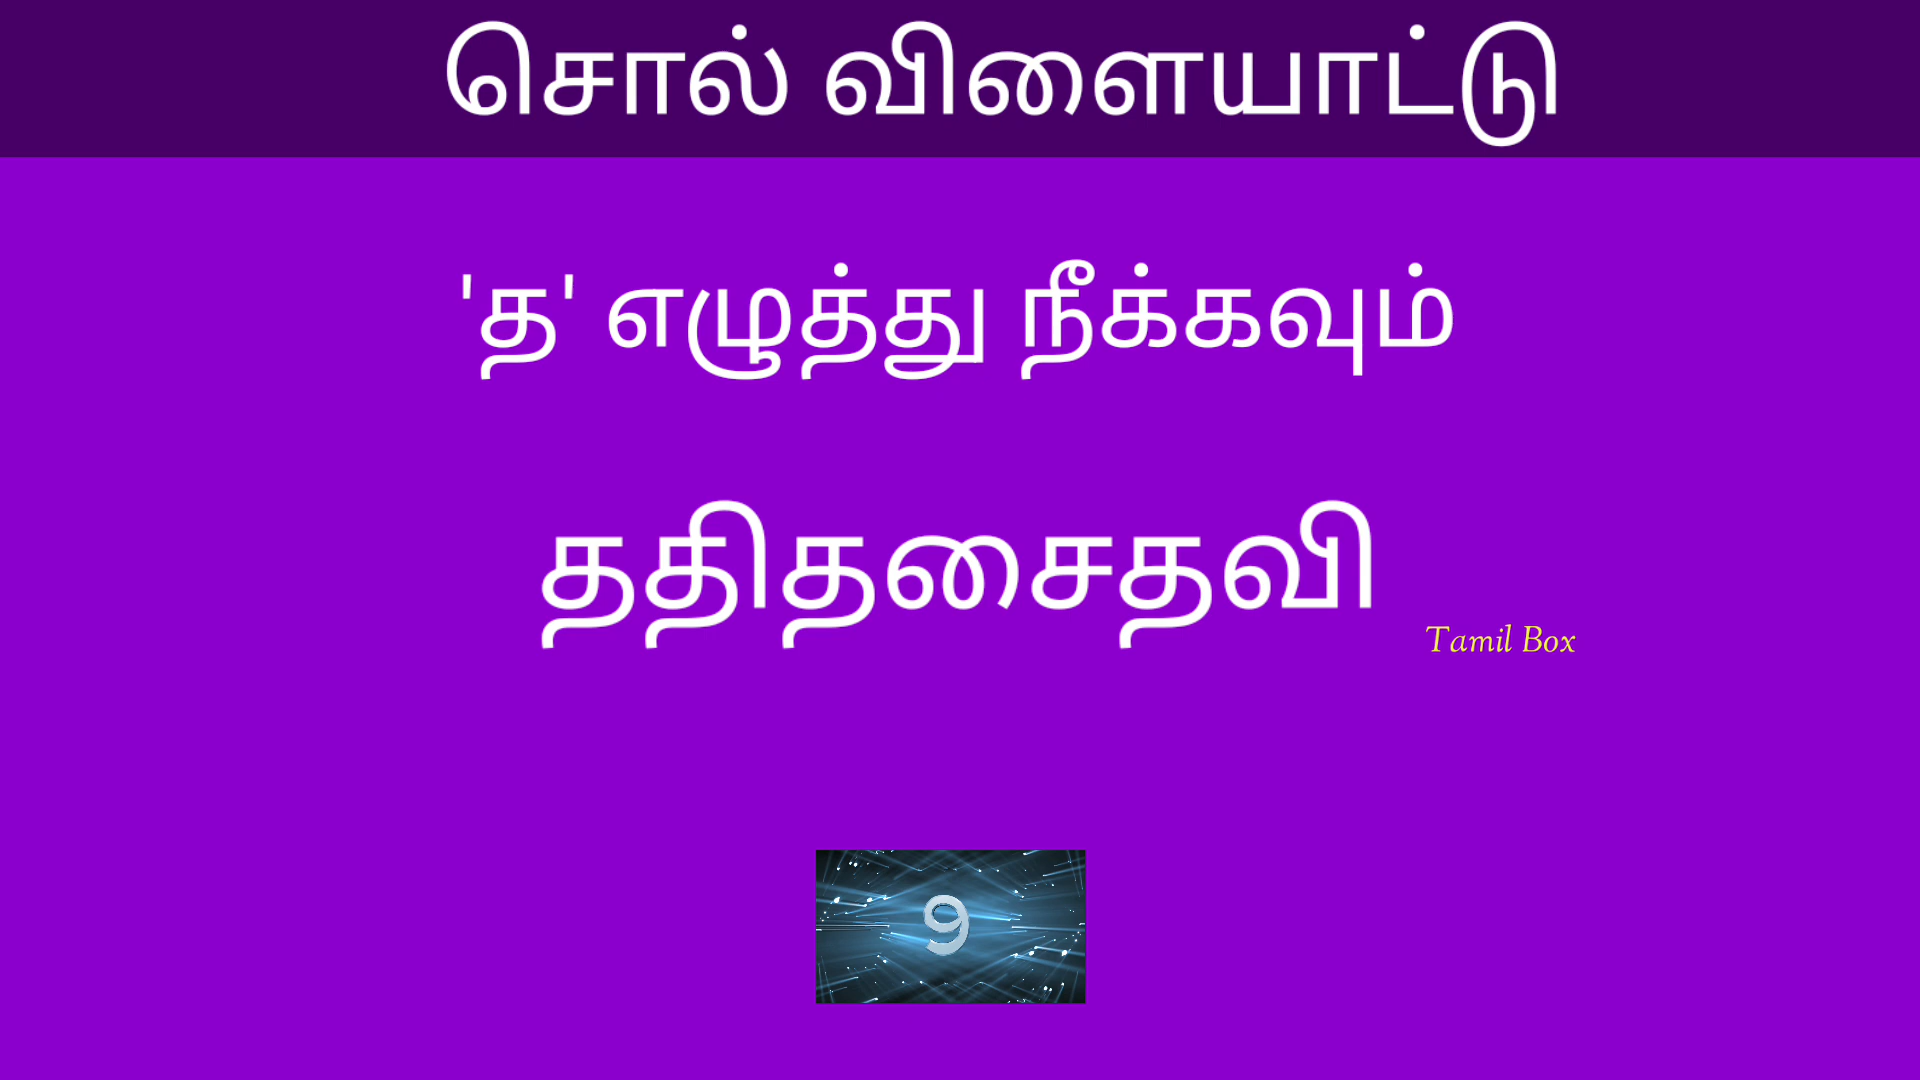 சொல் விளையாட்டு
'த' எழுத்து நீக்கவும்
ததிதசைதவி
Tamil Box
9